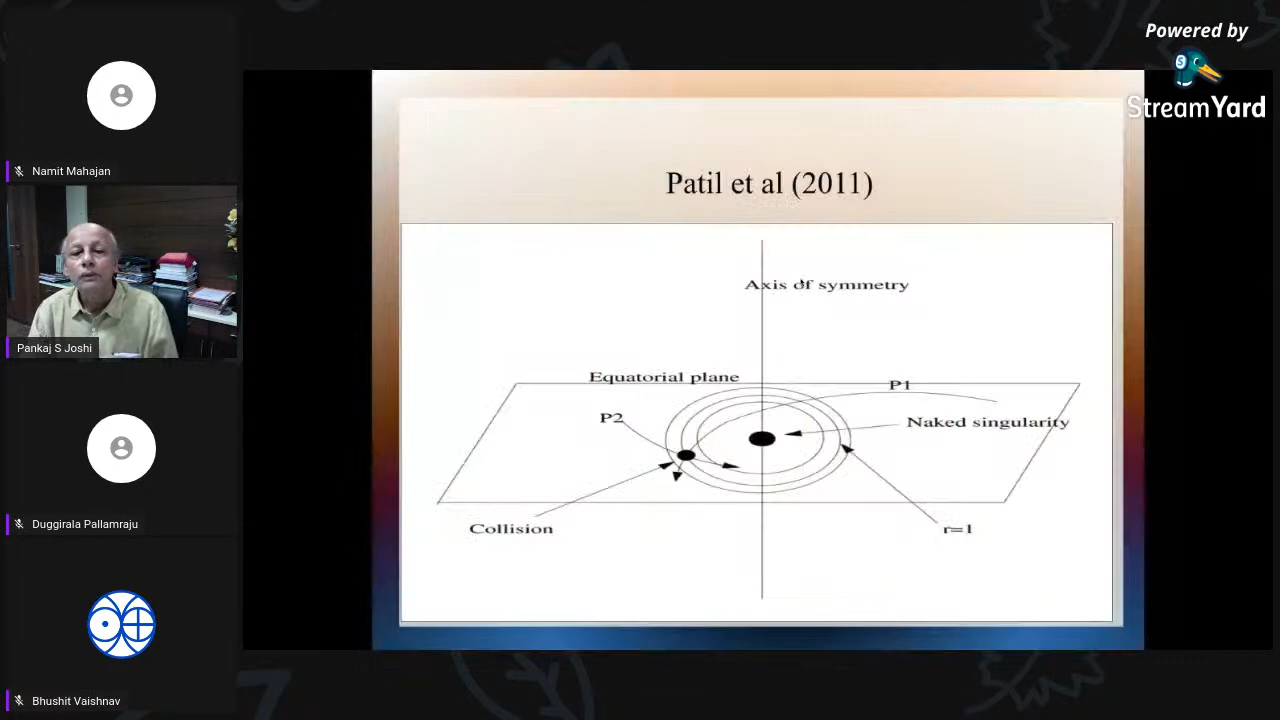 Powered by
StreamYard
Namit Mahajan
Pankaj S Joshi
Duggirala Pallamraju
Bhushit Vaishnav
Patil et al (2011)
Axis of symmetry
Equatorial plane
P1
P2
Naked singularity
Collision
r=1